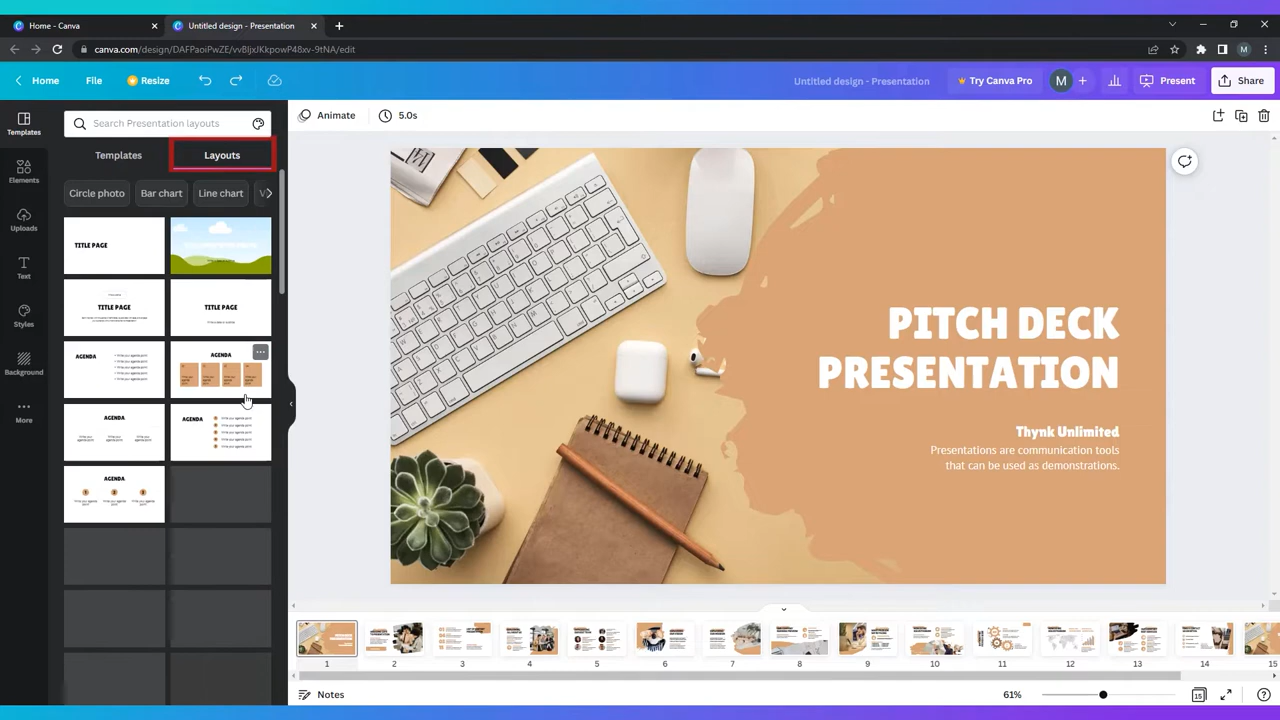 Home - Canva
Untitled design - Presentation
canva.com/design/DAFPaoiPwZE/vvBljxJKkpowP48xv-9tNA/edit
M
Home
File
Resize
Untitled design - Presentation
Try Canva Pro
M
Present
Share
Templates
Elements
Uploads
Text
Styles
Background
More
Search Presentation layouts
Templates
Layouts
Circle photo
Bar chart
Line chart
TITLE PAGE
TITLE PAGE
TITLE PAGE
AGENDA
AGENDA
AGENDA
AGENDA
AGENDA
Animate
5.0s
PITCH DECK
PRESENTATION
Thynk Unlimited
Presentations are communication tools
that can be used as demonstrations.
1
2
3
4
5
6
7
8
9
10
11
12
13
14
15
Notes
61%
15